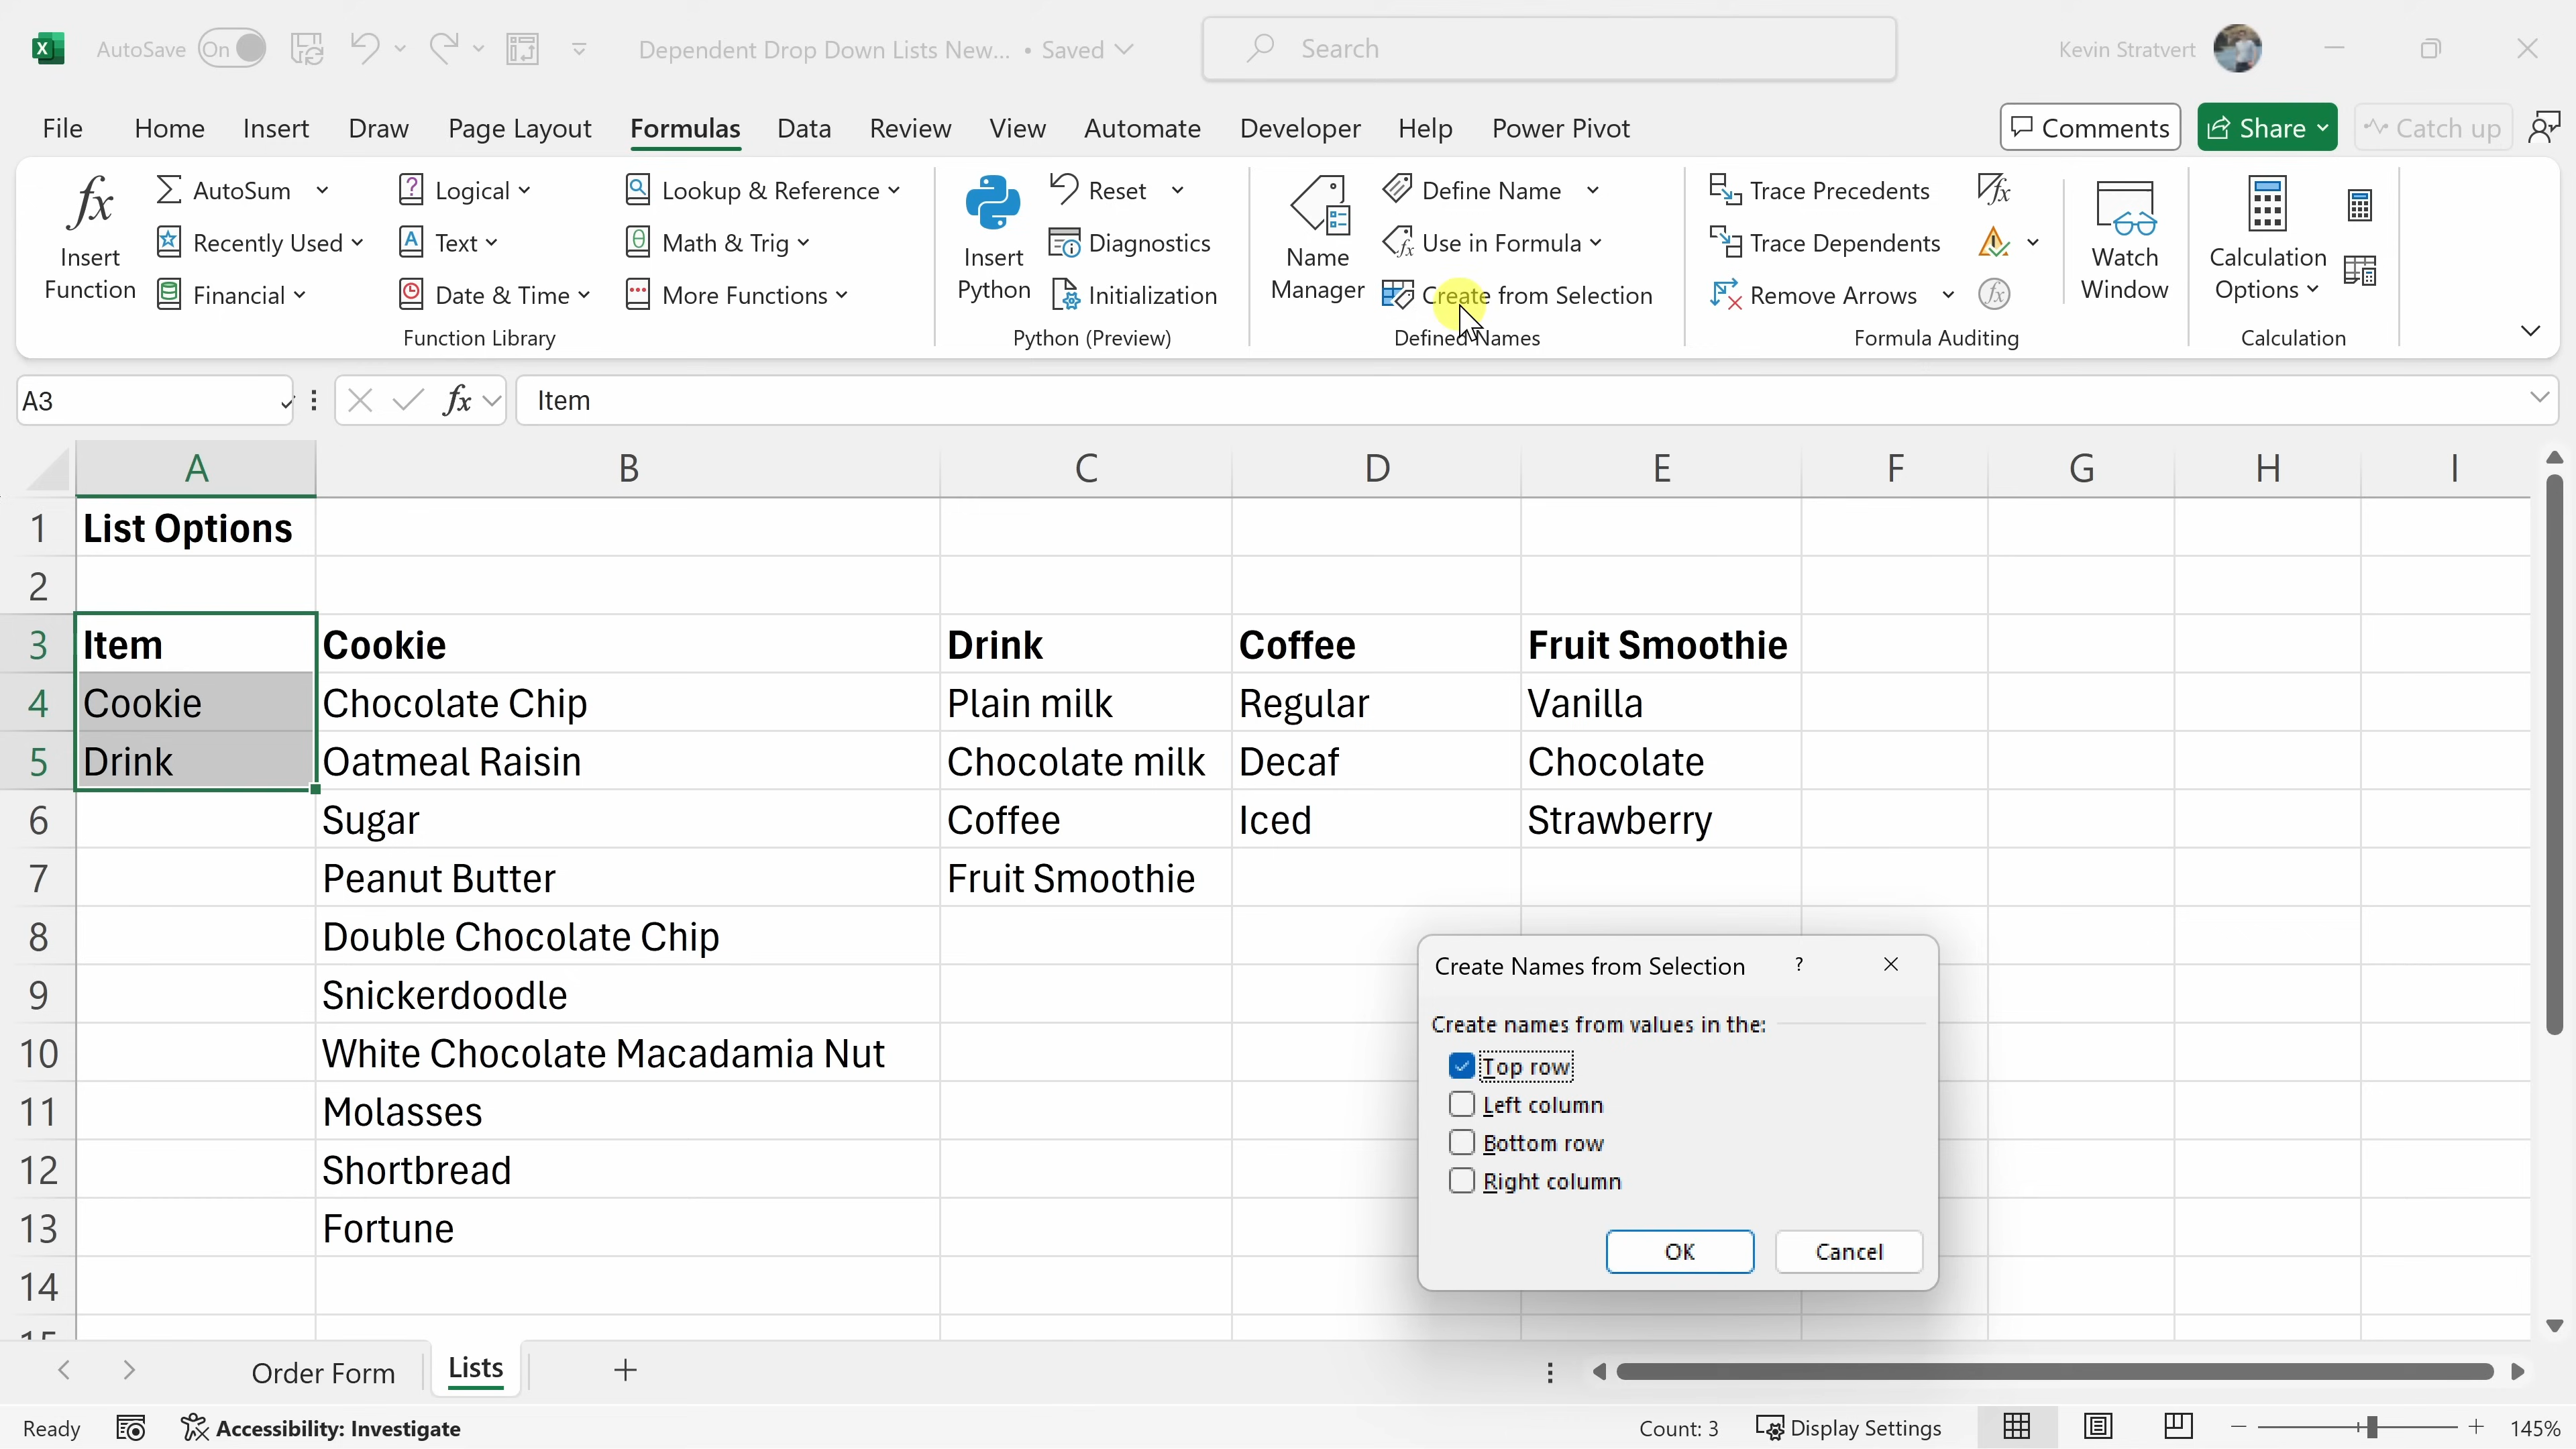 AutoSave On Dependent Drop Down Lists New... • Saved Search Kevin Stratvert
File Home Insert Draw Page Layout Formulas Data Review View Automate Developer Help Power Pivot Comments Share Catch up
fx Insert Function
AutoSum
Recently Used
Financial
Logical
Text
Date & Time
Lookup & Reference
Math & Trig
More Functions
Function Library
Insert Python
Reset
Diagnostics
Initialization
Python (Preview)
Name Manager
Define Name
Use in Formula
Create from Selection
Defined Names
Trace Precedents
Trace Dependents
Remove Arrows
Formula Auditing
Watch Window
Calculation Options
Calculation
A3 fx Item
A B C D E F G H I
1 List Options
2
3 Item Cookie Drink Coffee Fruit Smoothie
4 Cookie Chocolate Chip Plain milk Regular Vanilla
5 Drink Oatmeal Raisin Chocolate milk Decaf Chocolate
6 Sugar Coffee Iced Strawberry
7 Peanut Butter Fruit Smoothie
8 Double Chocolate Chip
9 Snickerdoodle
10 White Chocolate Macadamia Nut
11 Molasses
12 Shortbread
13 Fortune
14
15
Create Names from Selection ?
Create names from values in the:
Top row
Left column
Bottom row
Right column
OK Cancel
Order Form Lists
Ready Accessibility: Investigate Count: 3 Display Settings 145%